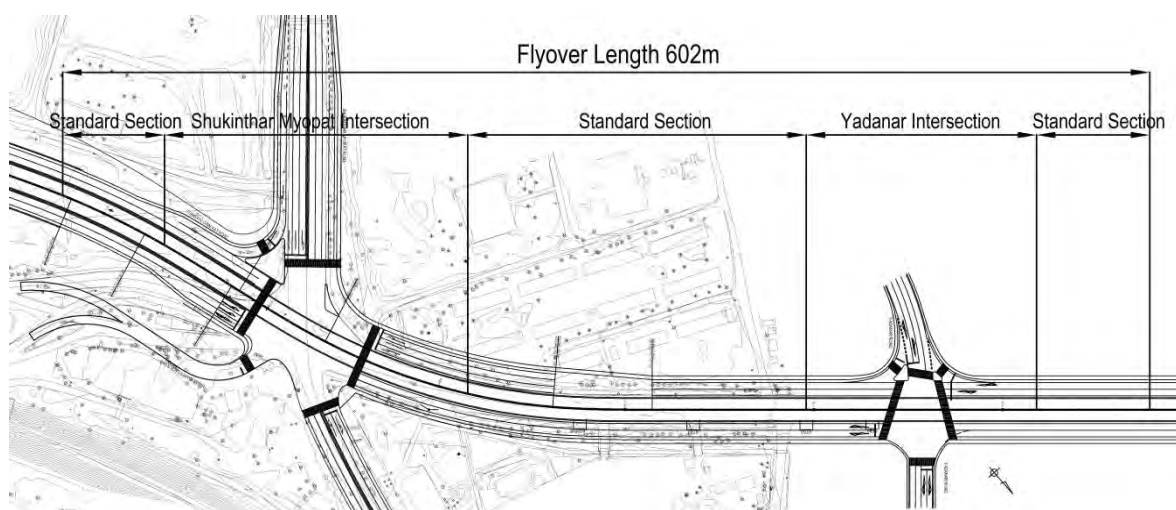 Flyover Length 602m
Standard Section
Shukinthar Myopat Intersection
Standard Section
Yadanar Intersection
Standard Section